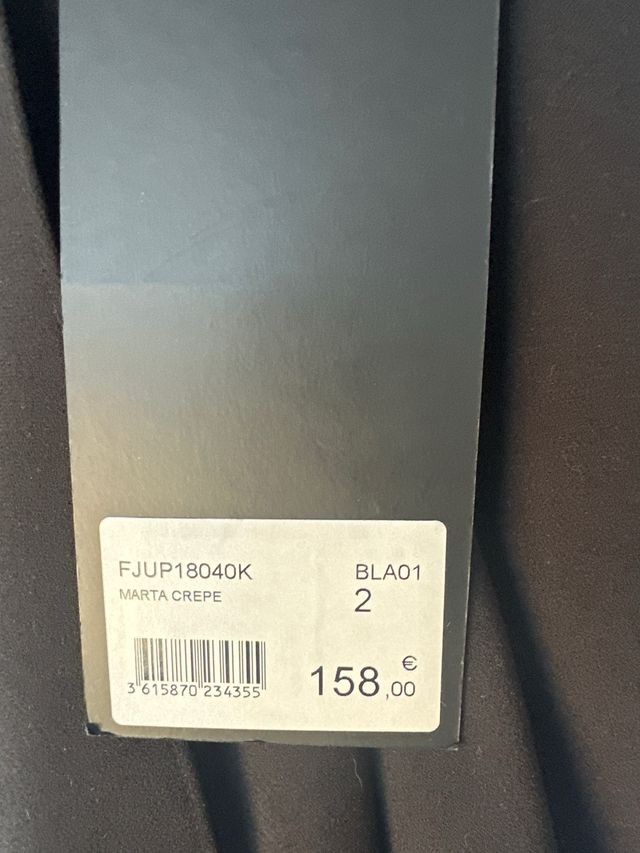 FJUP18040K BLA01
MARTA CREPE 2
158,00 €
3 615870 234355